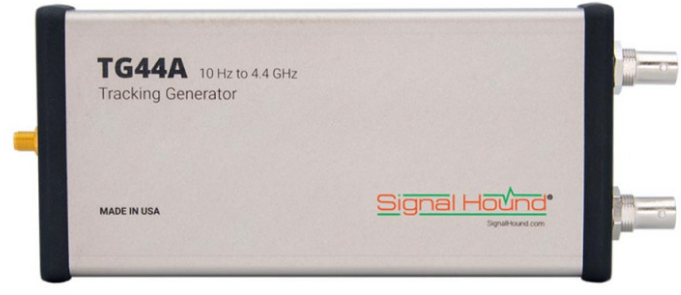 TG44A 10 Hz to 4.4 GHz
Tracking Generator
MADE IN USA
Signal Hound®
SignalHound.com